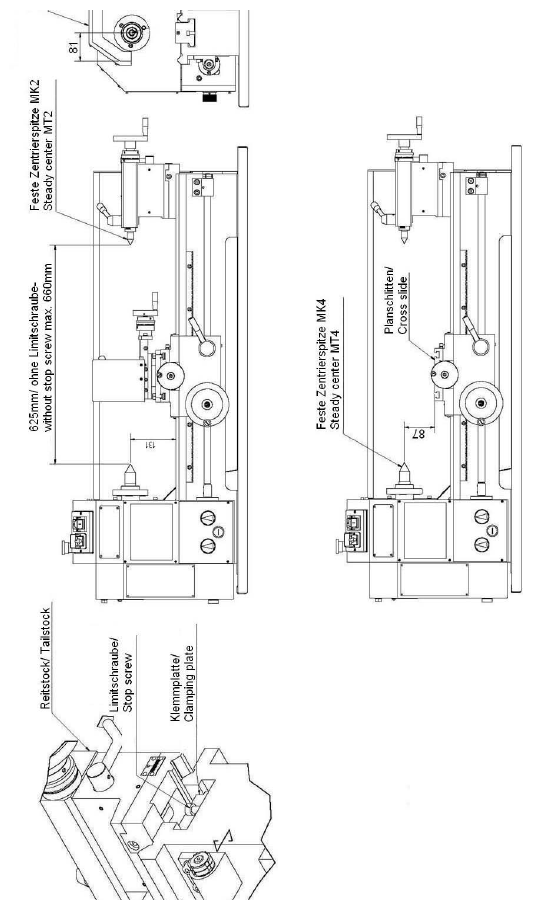 81
Feste Zentrierspitze MK2
Steady center MT2
625mm/ ohne Limitschraube-
without stop screw max. 660mm
131
Feste Zentrierspitze MK4
Steady center MT4
Planschlitten/
Cross slide
87
Reitstock/ Tailstock
Limitschraube/
Stop screw
Klemmplatte/
Clamping plate